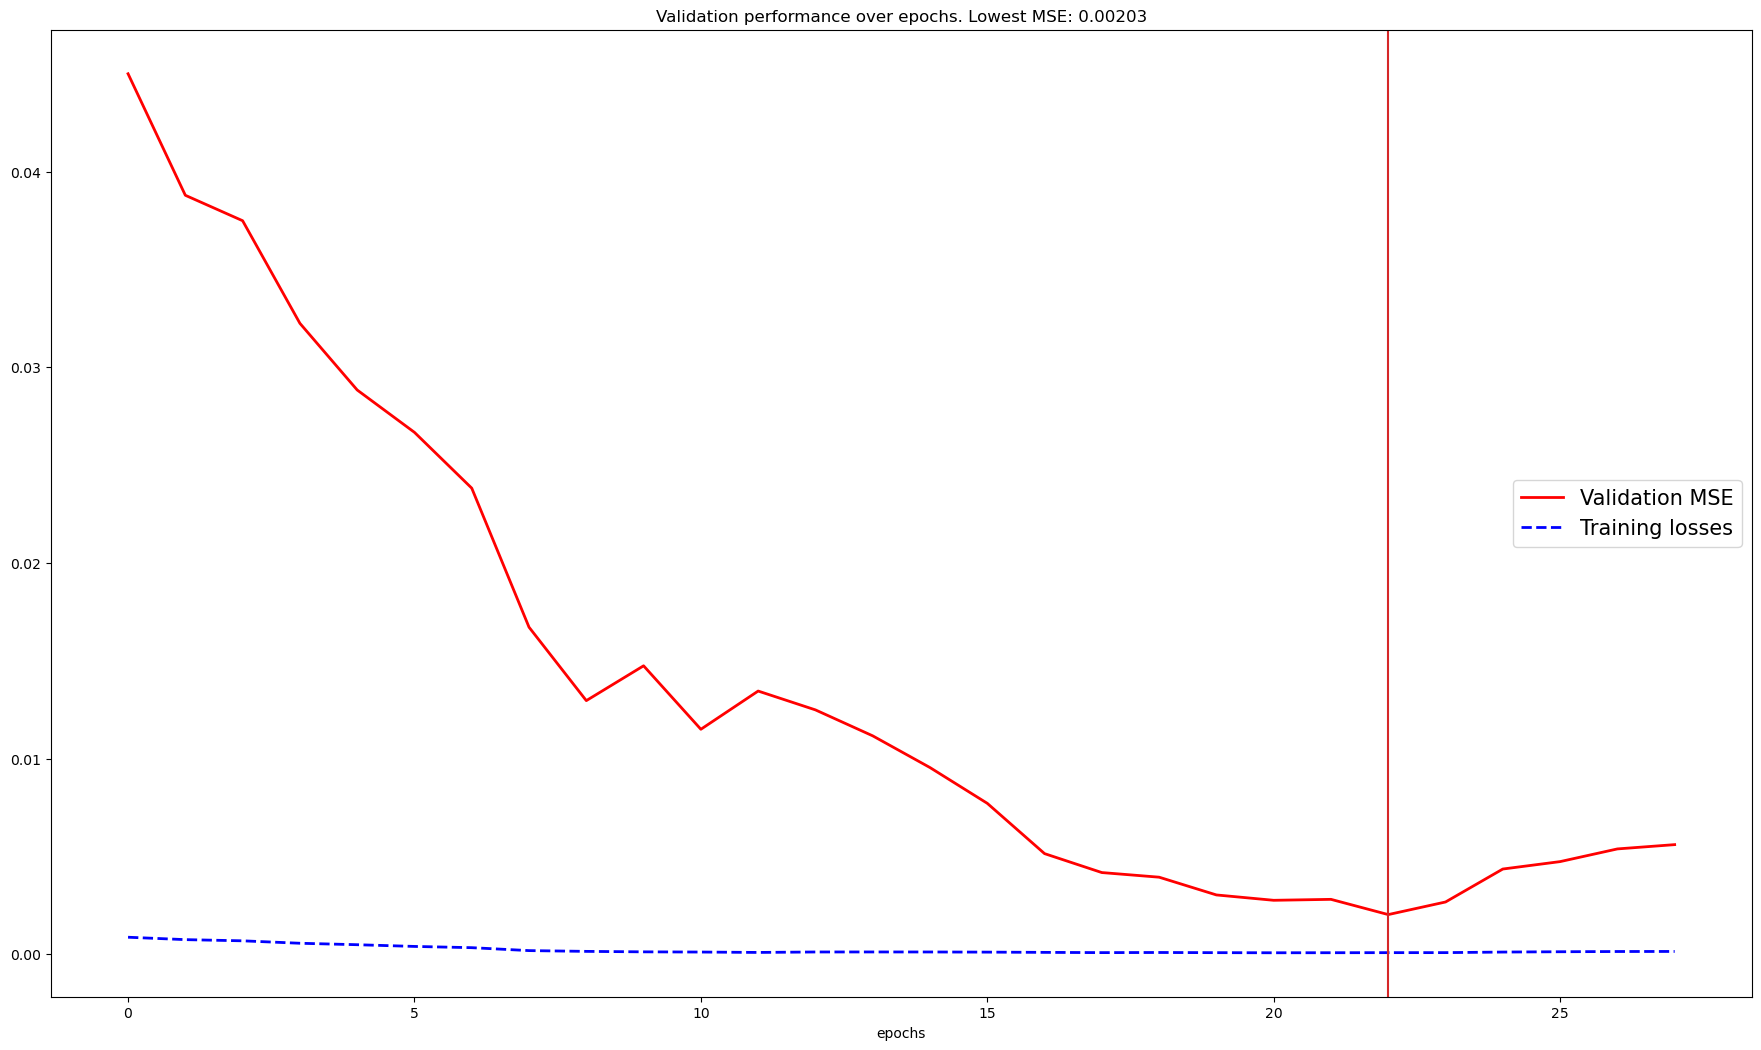 Validation performance over epochs. Lowest MSE: 0.00203
0.04
0.03
0.02
0.01
0.00
Validation MSE
Training losses
0 5 10 15 20 25
epochs